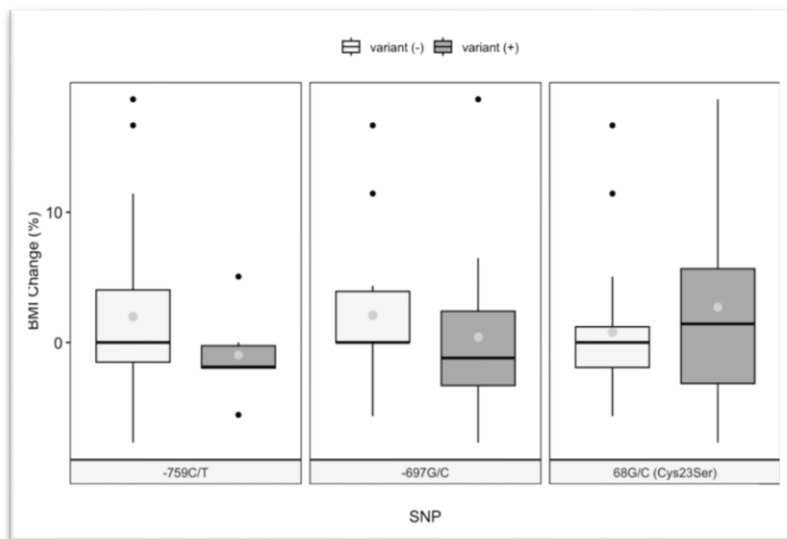 variant (-) variant (+)
BMI Change (%)
10
0
-759C/T
-697G/C
68G/C (Cys23Ser)
SNP